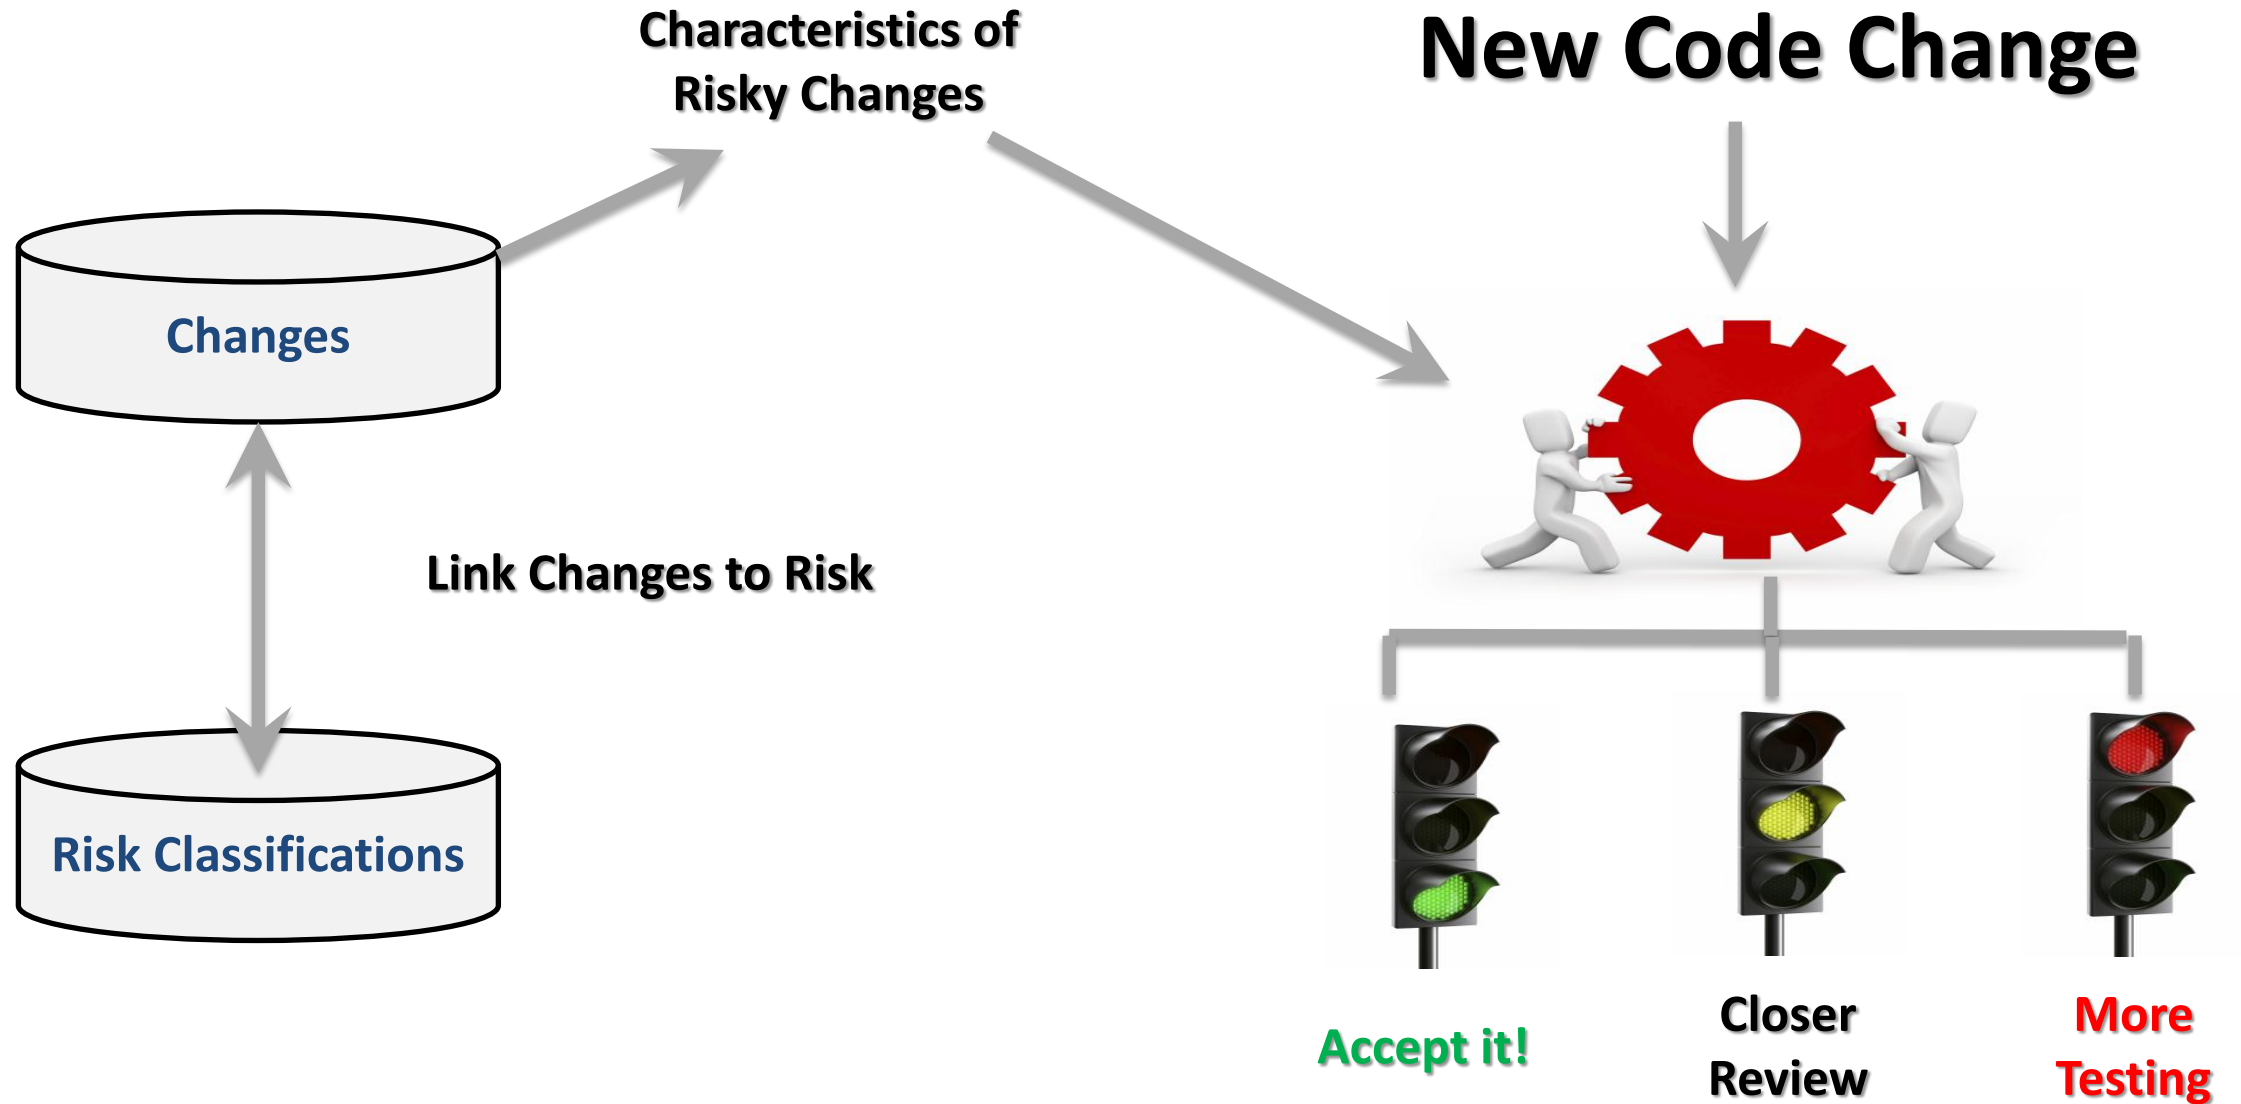 Characteristics of
Risky Changes
New Code Change
Changes
Link Changes to Risk
Risk Classifications
Accept it!
Closer
Review
More
Testing